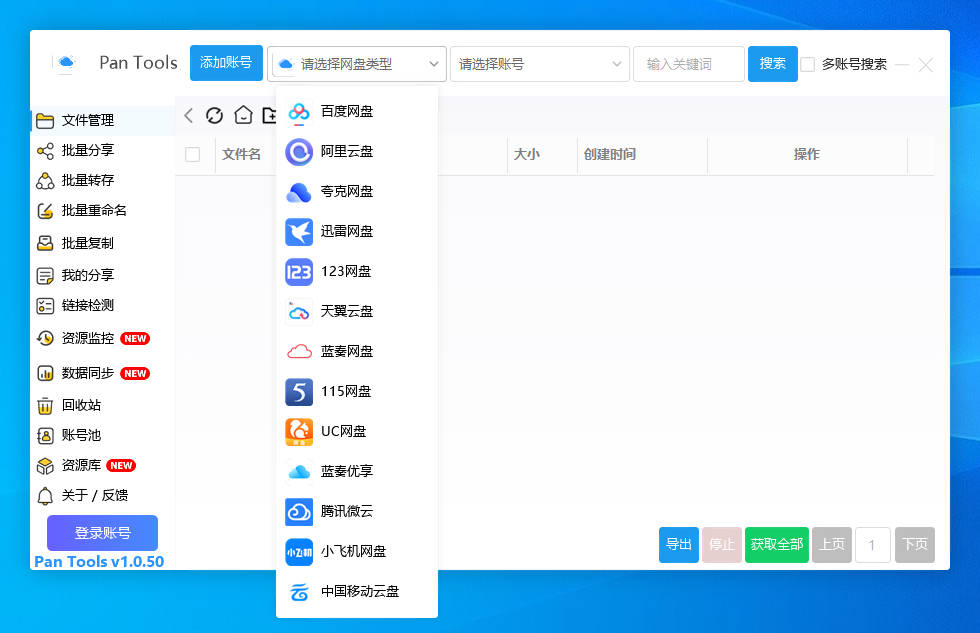 Pan Tools
添加账号
请选择网盘类型
请选择账号
输入关键词
搜索
多账号搜索
文件管理
批量分享
批量转存
批量重命名
批量复制
我的分享
链接检测
资源监控 NEW
数据同步 NEW
回收站
账号池
资源库 NEW
关于 / 反馈
登录账号
Pan Tools v1.0.50
文件名
大小
创建时间
操作
百度网盘
阿里云盘
夸克网盘
迅雷网盘
123
123网盘
天翼云盘
蓝奏网盘
5
115网盘
UC网盘
蓝奏优享
腾讯微云
小飞机
小飞机网盘
中国移动云盘
导出
停止
获取全部
上页
1
下页